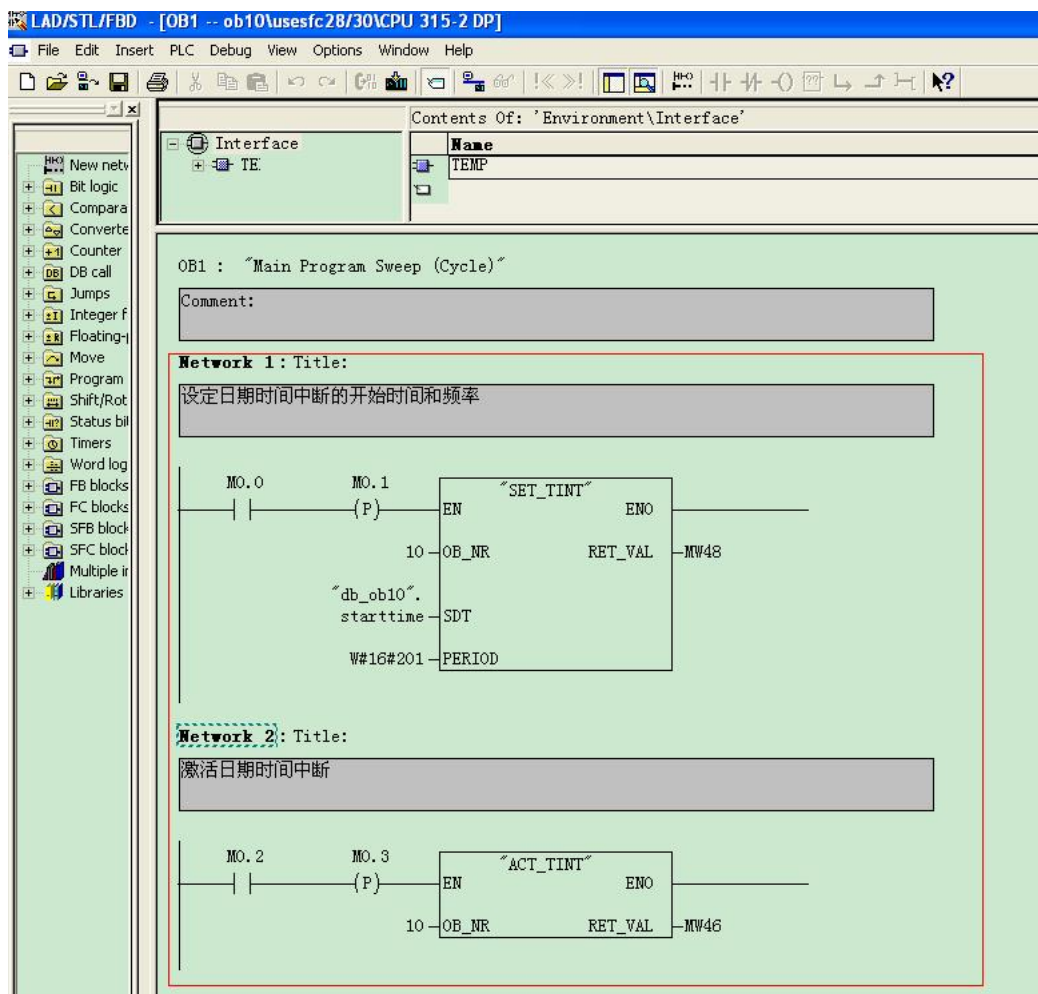 LAD/STL/FBD - [OB1 -- ob10\usesfc28/30\CPU 315-2 DP]
File Edit Insert PLC Debug View Options Window Help
Contents Of: 'Environment\Interface'
Interface
TE
Name
TEMP
New netw
Bit logic
Compara
Converte
Counter
DB call
Jumps
Integer f
Floating-
Move
Program
Shift/Rot
Status bit
Timers
Word log
FB blocks
FC blocks
SFB block
SFC block
Multiple in
Libraries
OB1 : "Main Program Sweep (Cycle)"
Comment:
Network 1: Title:
设定日期时间中断的开始时间和频率
M0.0 M0.1 "SET_TINT"
(P) EN ENO
10 OB_NR RET_VAL MW48
"db_ob10".
starttime SDT
W#16#201 PERIOD
Network 2: Title:
激活日期时间中断
M0.2 M0.3 "ACT_TINT"
(P) EN ENO
10 OB_NR RET_VAL MW46